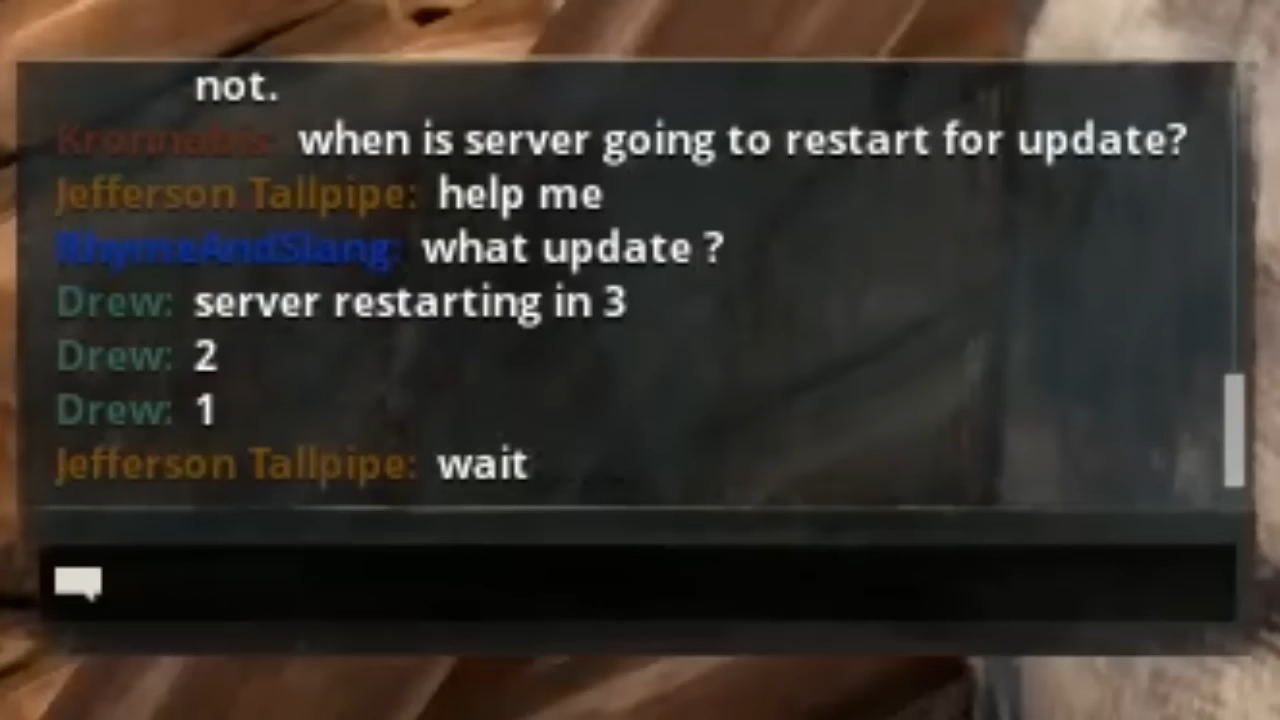 not.
when is server going to restart for update?
Jefferson Tallpipe: help me
RhymeAndSlang: what update ?
Drew: server restarting in 3
Drew: 2
Drew: 1
Jefferson Tallpipe: wait